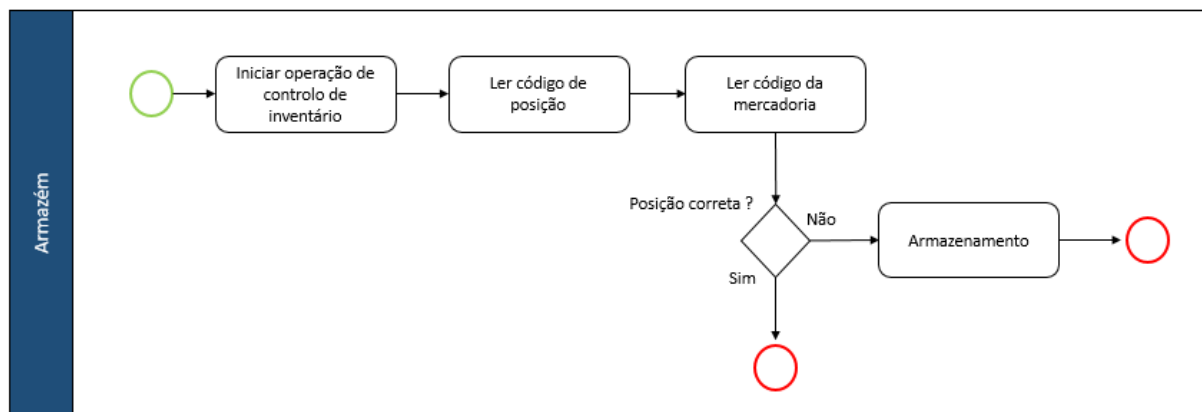 Armazém
Iniciar operação de
controlo de
inventário
Ler código de
posição
Ler código da
mercadoria
Posição correta ?
Não
Armazenamento
Sim